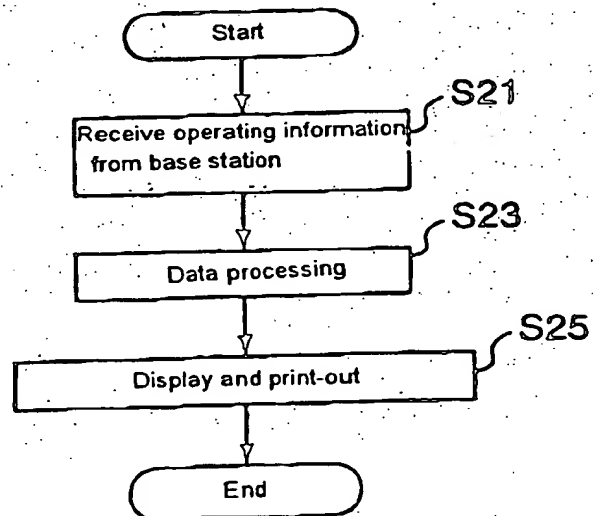 Start
S21
Receive operating information
from base station
S23
Data processing
S25
Display and print-out
End